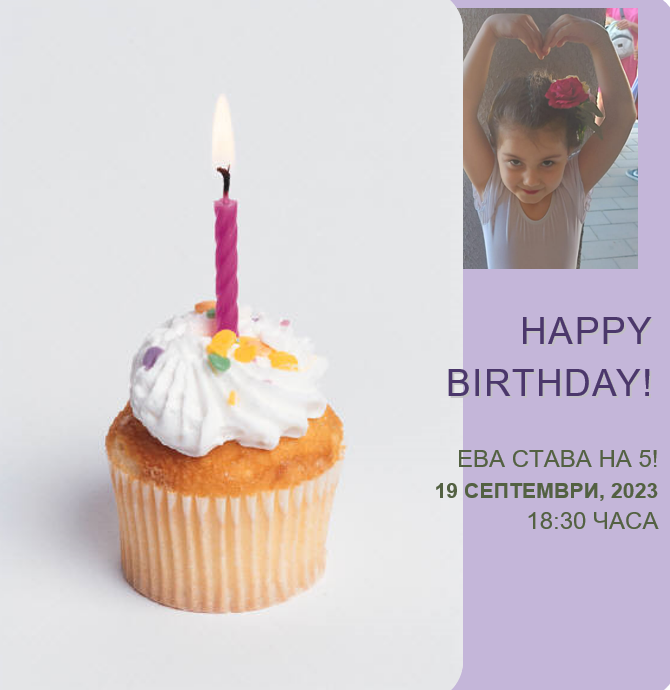 HAPPY
BIRTHDAY!
ЕВА СТАВА НА 5!
19 СЕПТЕМВРИ, 2023
18:30 ЧАСА